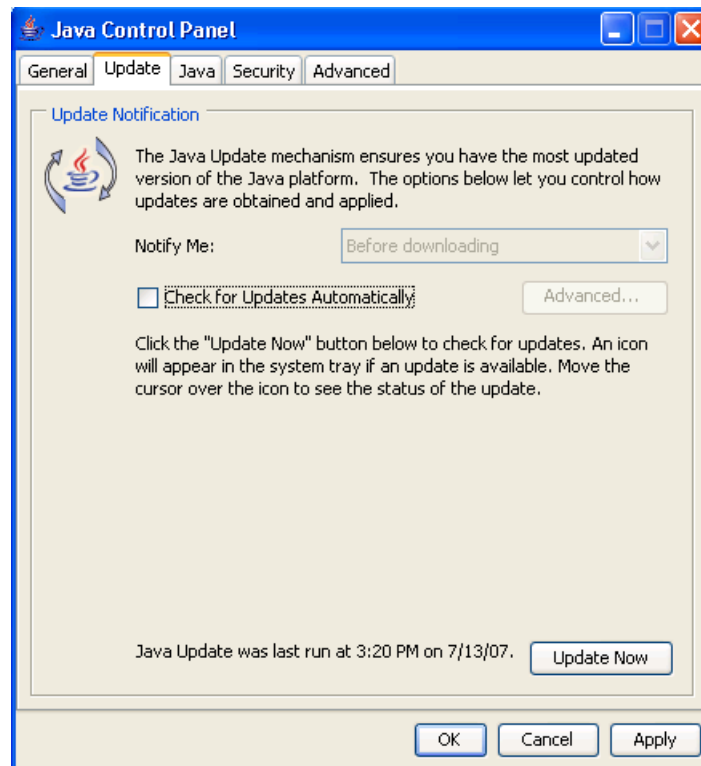 Java Control Panel
General Update Java Security Advanced
Update Notification
The Java Update mechanism ensures you have the most updated
version of the Java platform. The options below let you control how
updates are obtained and applied.
Notify Me: Before downloading
Check for Updates Automatically Advanced...
Click the "Update Now" button below to check for updates. An icon
will appear in the system tray if an update is available. Move the
cursor over the icon to see the status of the update.
Java Update was last run at 3:20 PM on 7/13/07. Update Now
OK Cancel Apply